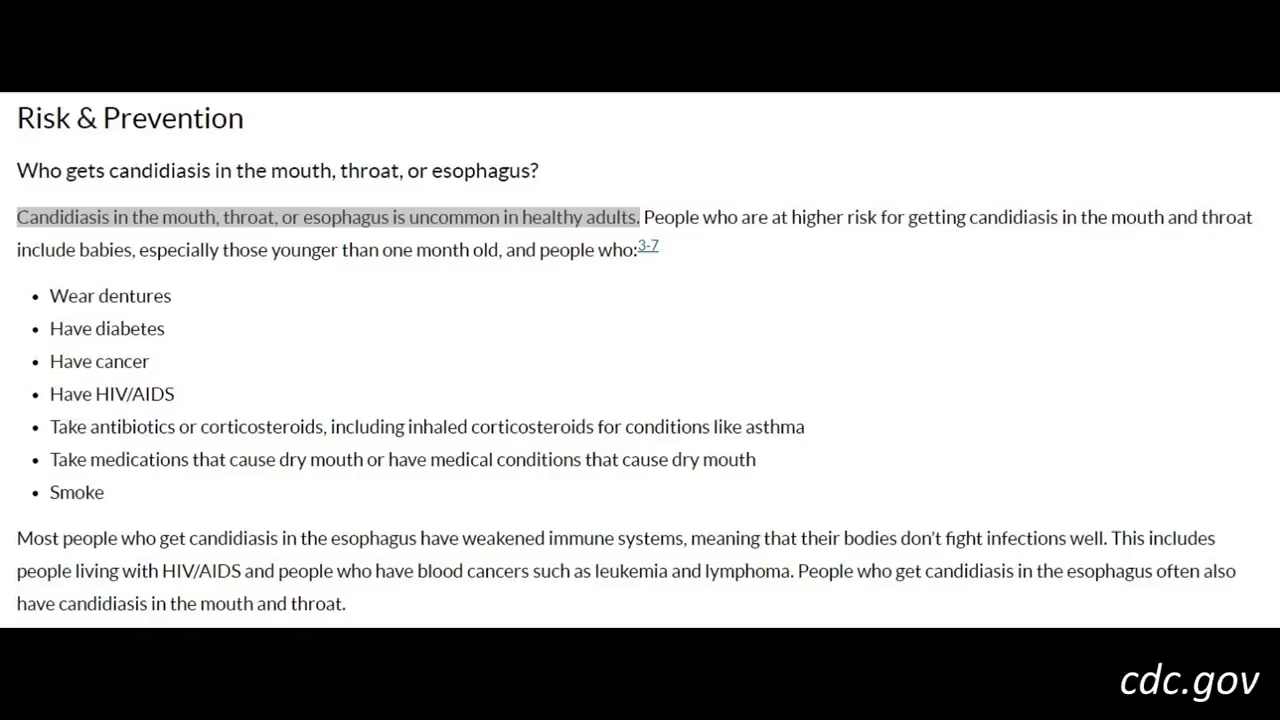 Risk & Prevention
Who gets candidiasis in the mouth, throat, or esophagus?
Candidiasis in the mouth, throat, or esophagus is uncommon in healthy adults. People who are at higher risk for getting candidiasis in the mouth and throat
include babies, especially those younger than one month old, and people who:3-7
• Wear dentures
• Have diabetes
• Have cancer
• Have HIV/AIDS
• Take antibiotics or corticosteroids, including inhaled corticosteroids for conditions like asthma
• Take medications that cause dry mouth or have medical conditions that cause dry mouth
• Smoke
Most people who get candidiasis in the esophagus have weakened immune systems, meaning that their bodies don’t fight infections well. This includes
people living with HIV/AIDS and people who have blood cancers such as leukemia and lymphoma. People who get candidiasis in the esophagus often also
have candidiasis in the mouth and throat.
cdc.gov